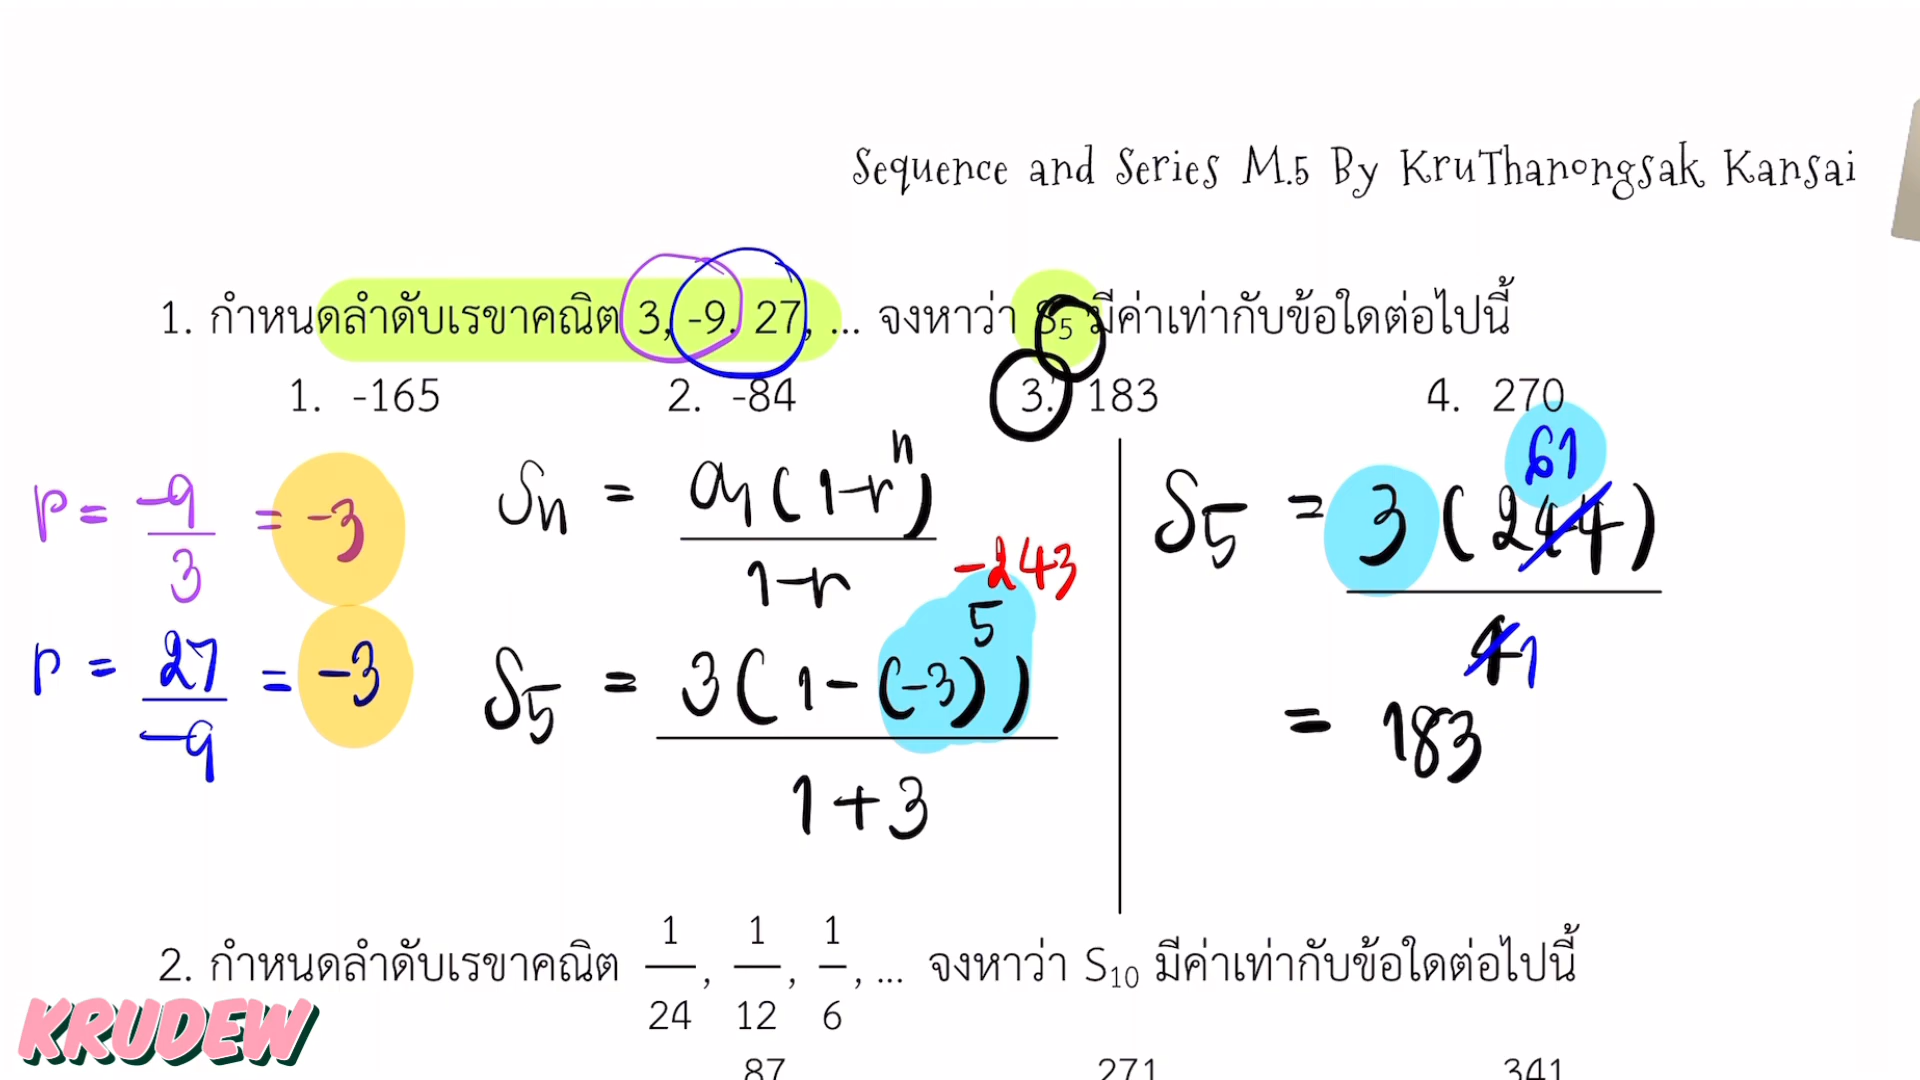 Sequence and Series M.5 By KruThanongsak Kansai
1. กำหนดลำดับเรขาคณิต 3, -9. 27, ... จงหาว่า S₅ มีค่าเท่ากับข้อใดต่อไปนี้
1. -165 2. -84 3. 183 4. 270
r = -9/3 = -3
r = 27/-9 = -3
Sn = a₁(1-rⁿ)/1-r
-243
S5 = 3(1-(-3)⁵)/1+3
61
S5 = 3(244)/4 1
= 183
2. กำหนดลำดับเรขาคณิต 1/24, 1/12, 1/6, ... จงหาว่า S₁₀ มีค่าเท่ากับข้อใดต่อไปนี้
87 271 341
KRUDEW